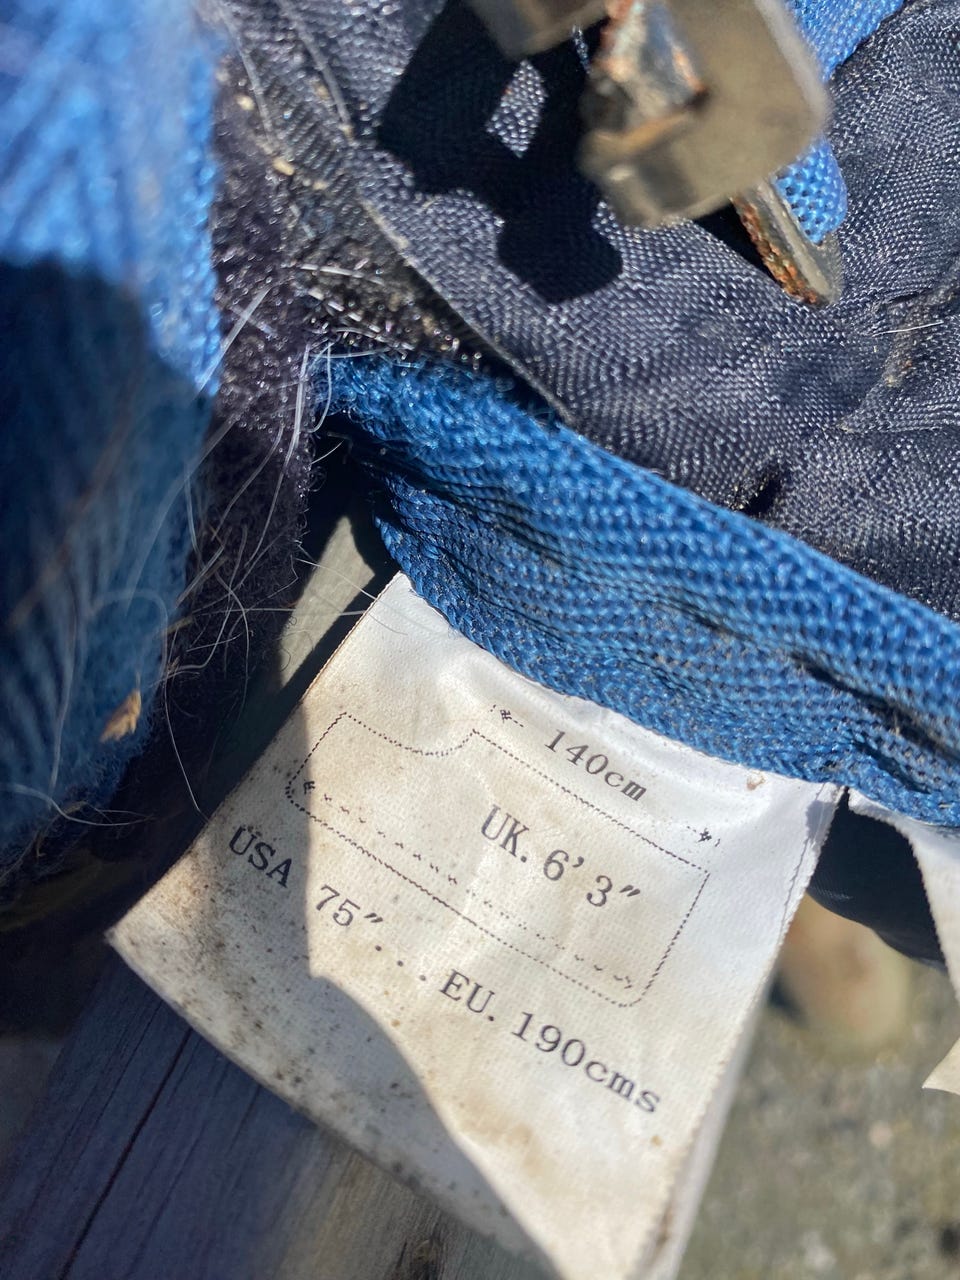 140cm
UK. 6' 3"
USA 75"... EU. 190cms